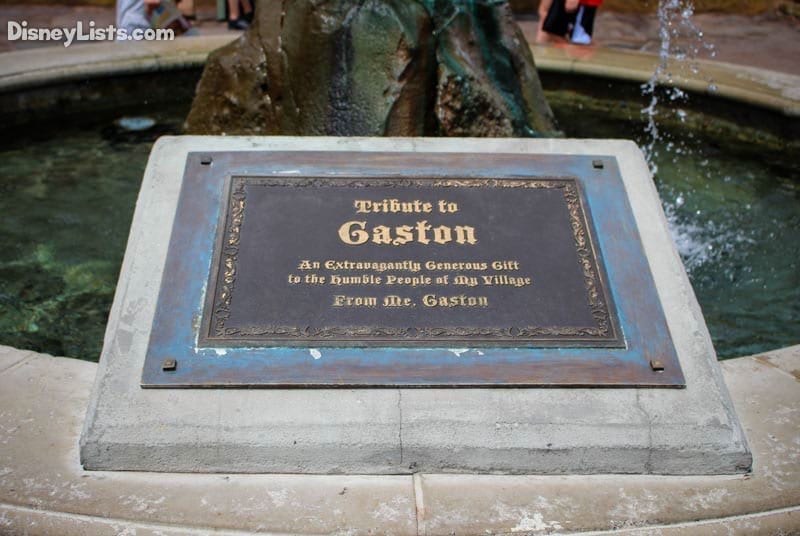 DisneyLists.com
Tribute to
Gaston
An Extravagantly Generous Gift
to the Humble People of My Village
From Me, Gaston